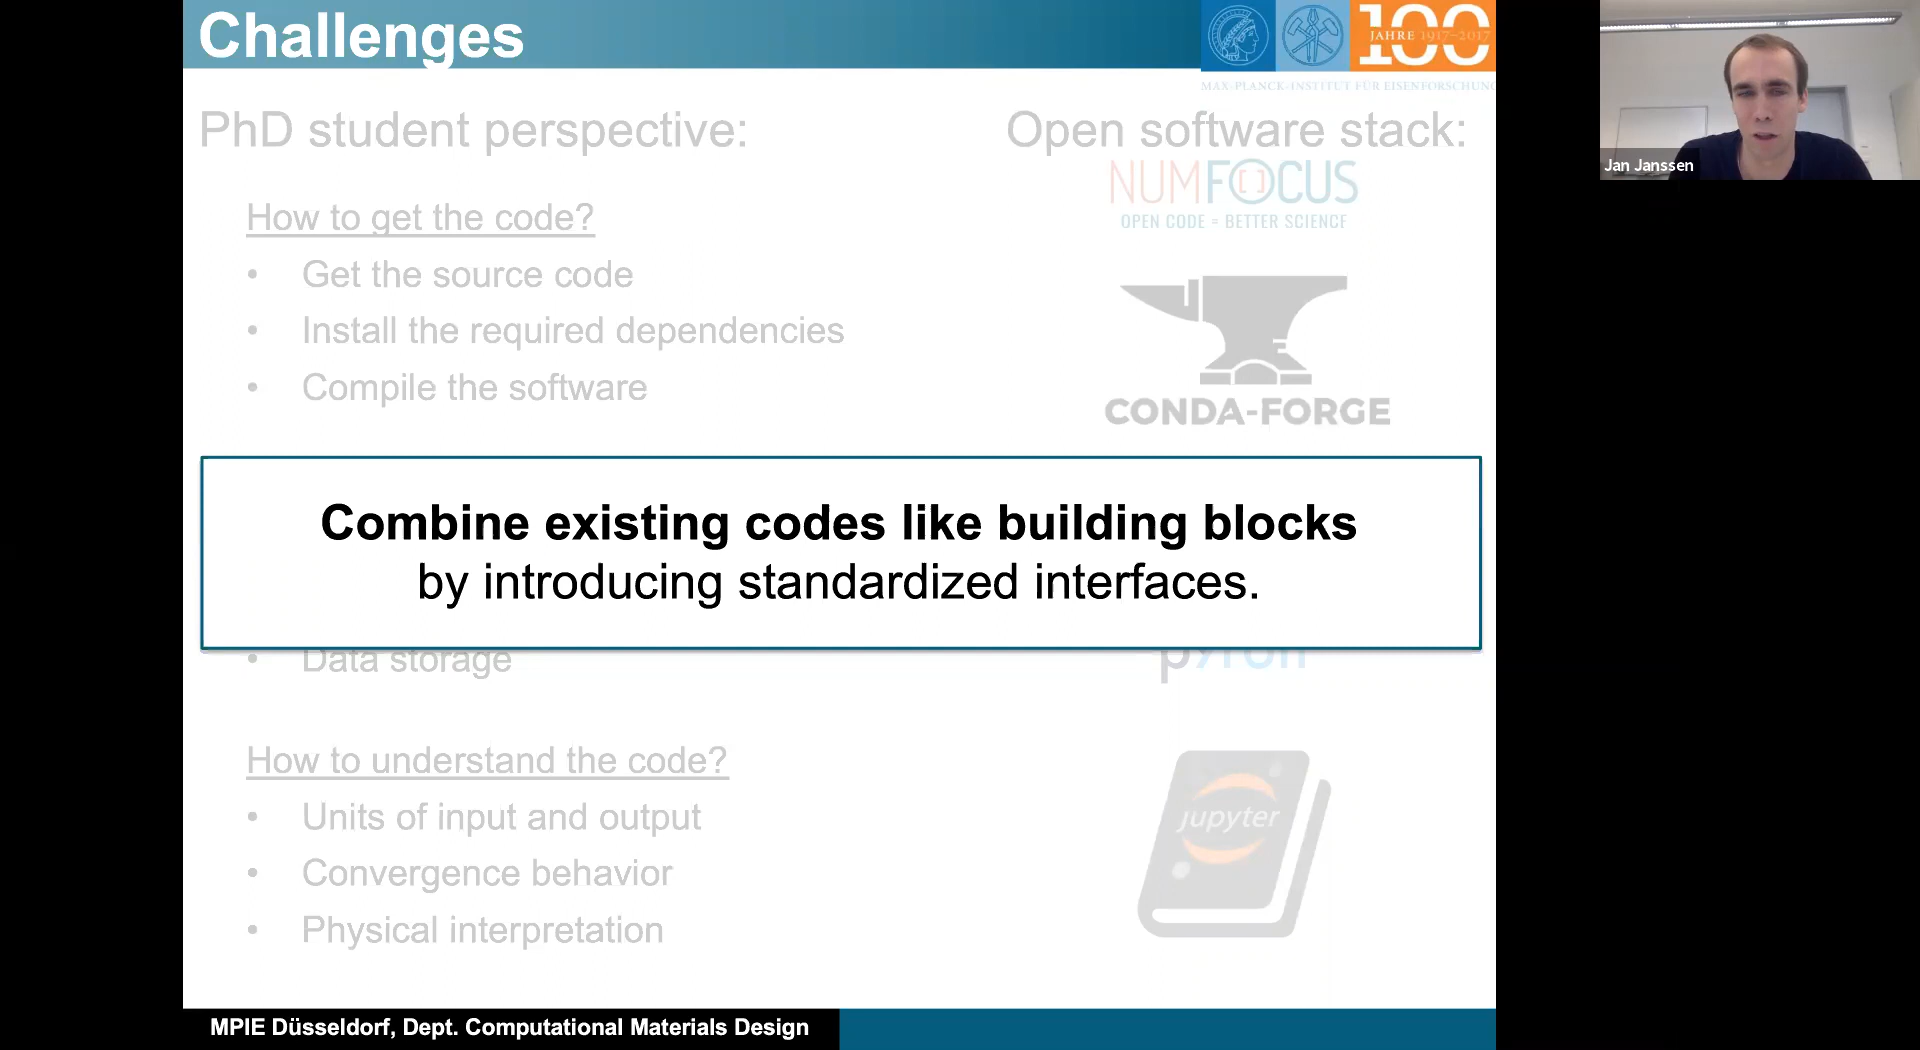 Challenges
100
JAHRE 1917–2017
MAX-PLANCK-INSTITUT FÜR EISENFORSCHUNG
Jan Janssen
PhD student perspective:
Open software stack:
NUMFOCUS
OPEN CODE = BETTER SCIENCE
How to get the code?
• Get the source code
• Install the required dependencies
• Compile the software
CONDA-FORGE
Combine existing codes like building blocks
by introducing standardized interfaces.
• Data storage
pyron
How to understand the code?
• Units of input and output
• Convergence behavior
• Physical interpretation
jupyter
MPIE Düsseldorf, Dept. Computational Materials Design